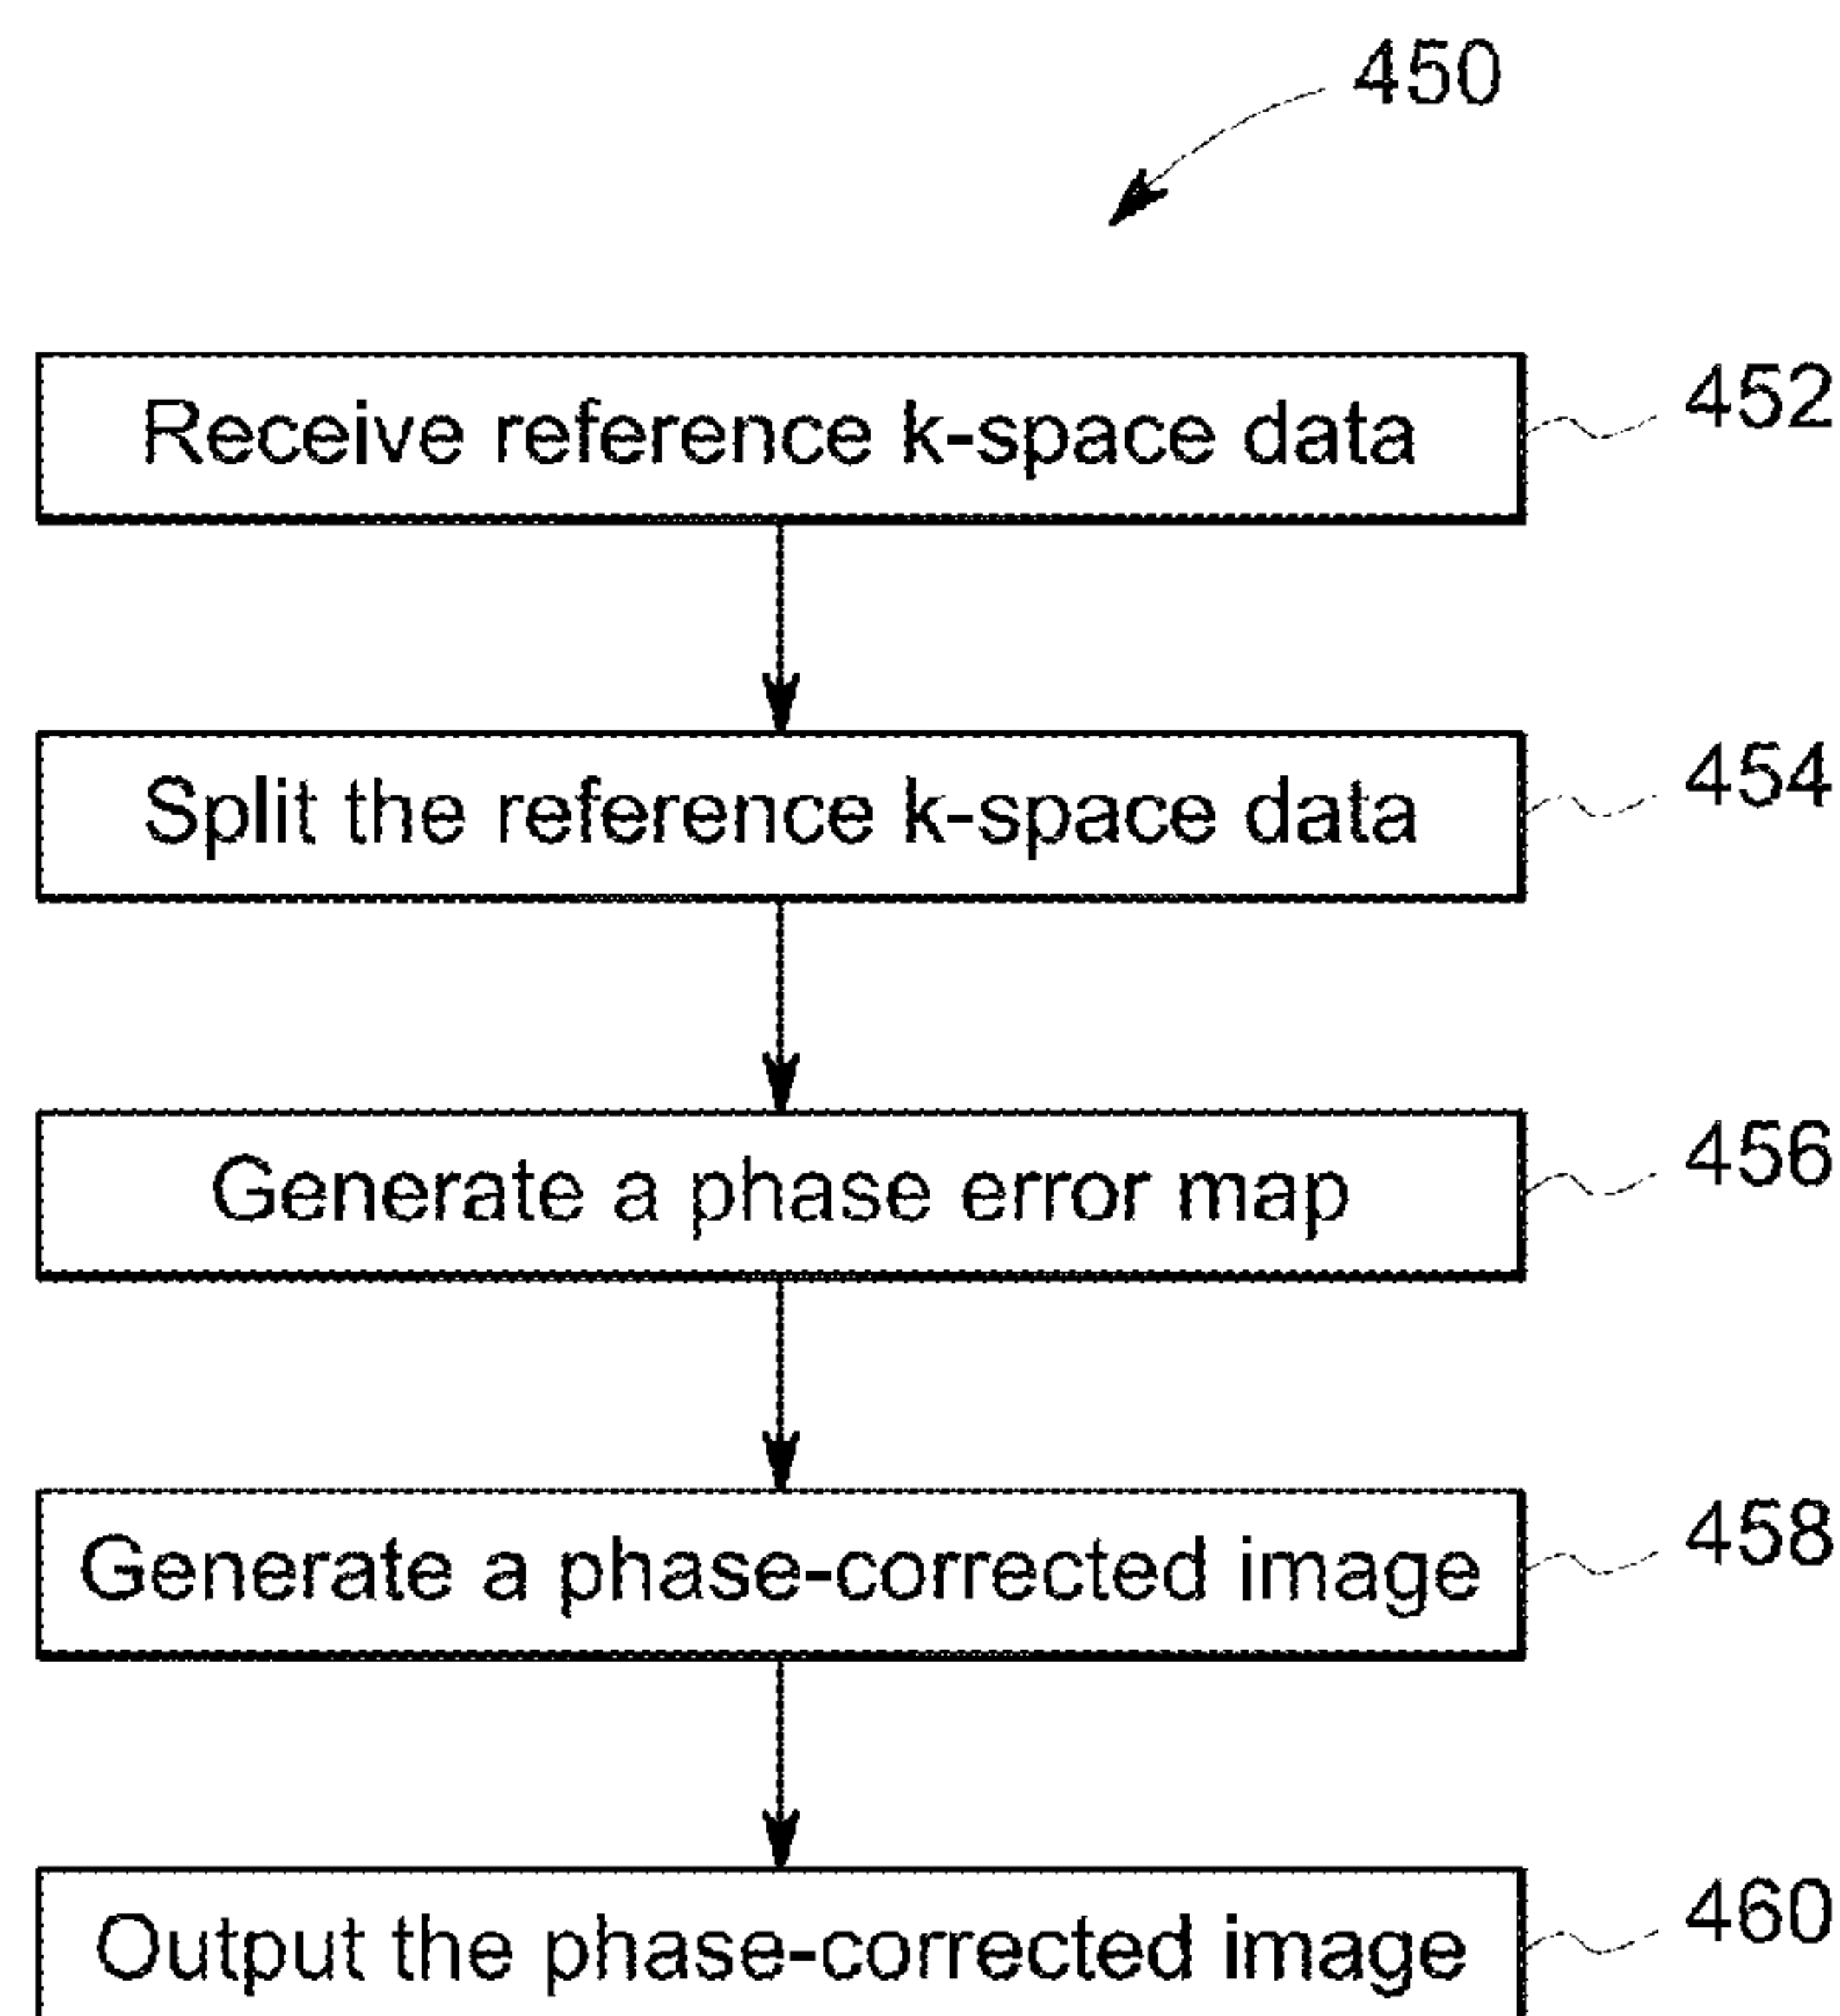 450
Receive reference k-space data 452
Split the reference k-space data 454
Generate a phase error map 456
Generate a phase-corrected image 458
Output the phase-corrected image 460